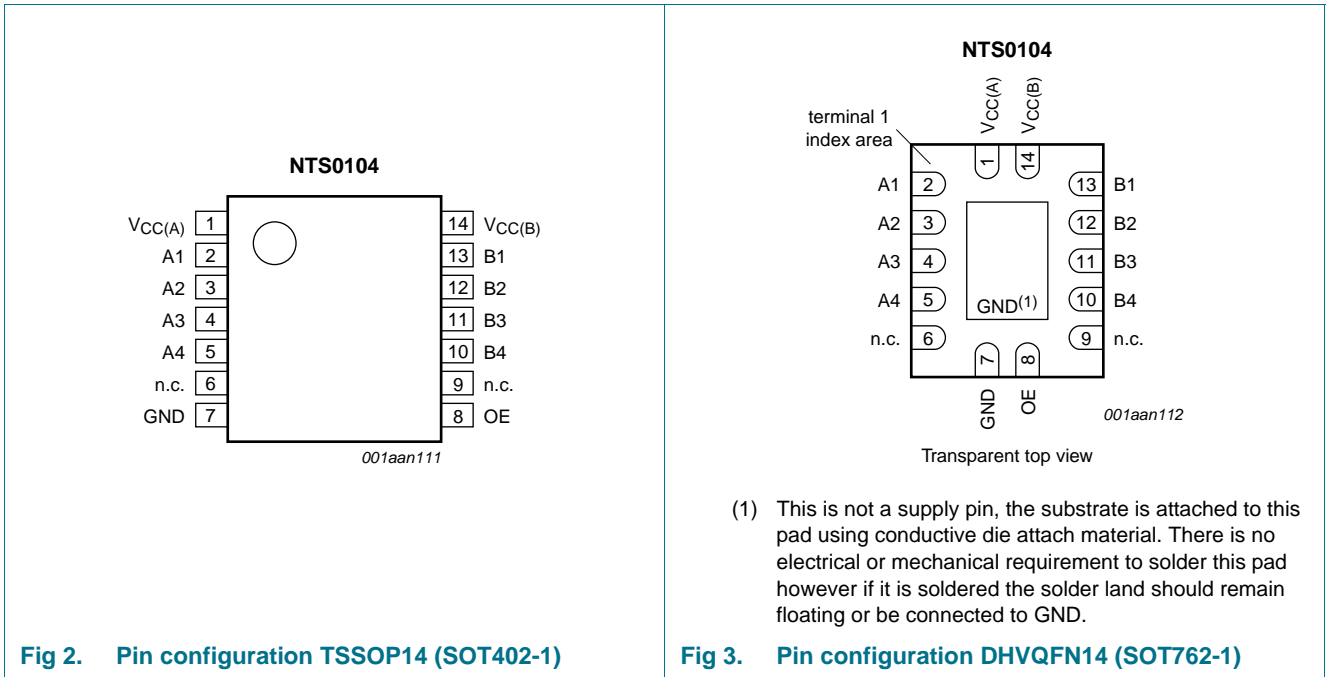 NTS0104
VCC(A) 1
A1 2
A2 3
A3 4
A4 5
n.c. 6
GND 7
14 VCC(B)
13 B1
12 B2
11 B3
10 B4
9 n.c.
8 OE
001aan111
Fig 2. Pin configuration TSSOP14 (SOT402-1)
NTS0104
terminal 1
index area
VCC(A)
VCC(B)
1
14
A1 2
A2 3
A3 4
A4 5
n.c. 6
13 B1
12 B2
11 B3
10 B4
9 n.c.
GND(1)
7
8
GND
OE
001aan112
Transparent top view
(1) This is not a supply pin, the substrate is attached to this
pad using conductive die attach material. There is no
electrical or mechanical requirement to solder this pad
however if it is soldered the solder land should remain
floating or be connected to GND.
Fig 3. Pin configuration DHVQFN14 (SOT762-1)